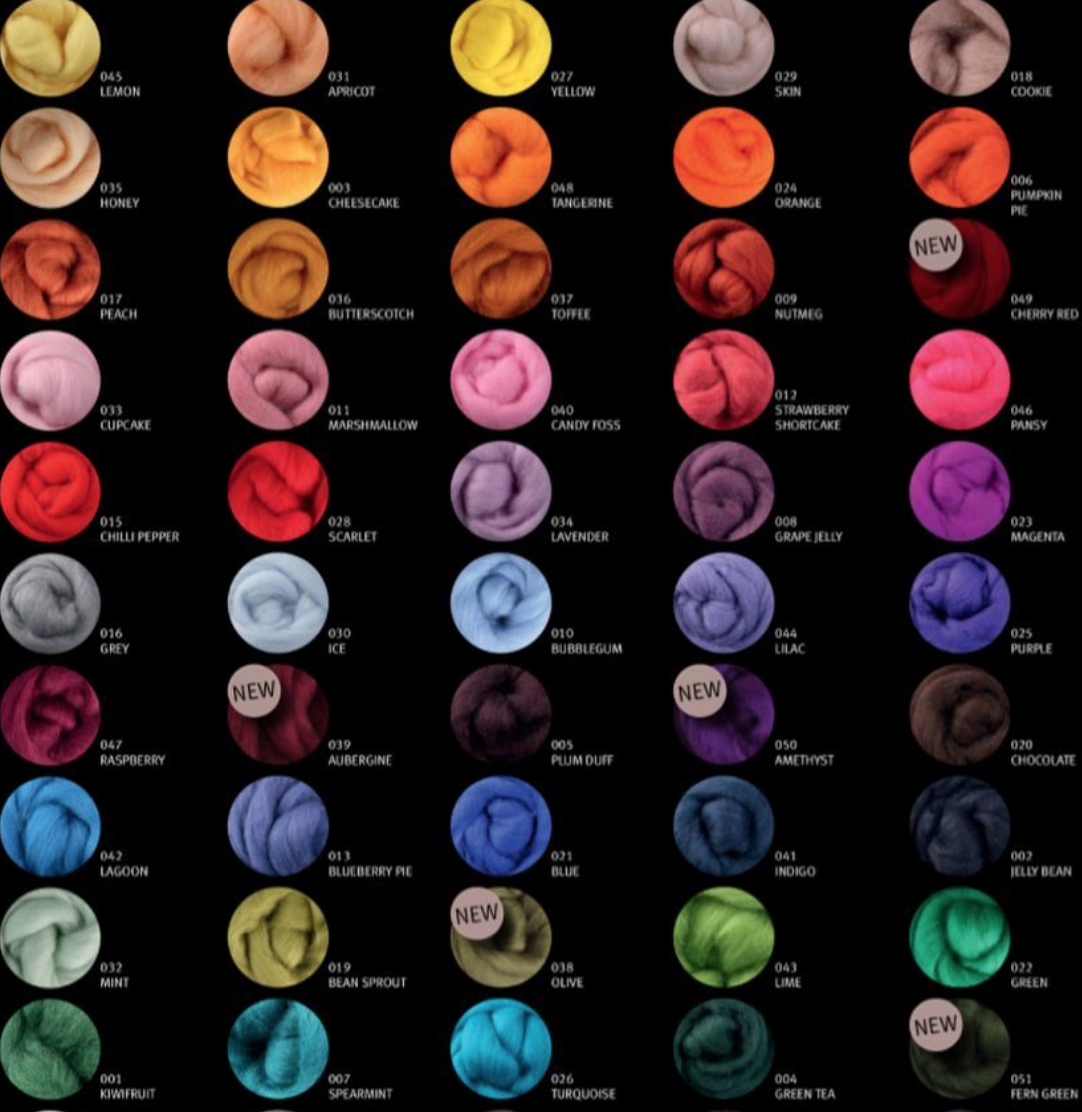 045
LEMON
031
APRICOT
027
YELLOW
029
SKIN
018
COOKIE
035
HONEY
003
CHEESECAKE
048
TANGERINE
024
ORANGE
006
PUMPKIN
PIE
017
PEACH
036
BUTTERSCOTCH
037
TOFFEE
009
NUTMEG
NEW
049
CHERRY RED
033
CUPCAKE
011
MARSHMALLOW
040
CANDY FOSS
012
STRAWBERRY
SHORTCAKE
046
PANSY
015
CHILLI PEPPER
028
SCARLET
034
LAVENDER
008
GRAPE JELLY
023
MAGENTA
016
GREY
030
ICE
010
BUBBLEGUM
044
LILAC
025
PURPLE
047
RASPBERRY
NEW
039
AUBERGINE
005
PLUM DUFF
NEW
050
AMETHYST
020
CHOCOLATE
042
LAGOON
013
BLUEBERRY PIE
021
BLUE
041
INDIGO
002
JELLY BEAN
032
MINT
019
BEAN SPROUT
NEW
038
OLIVE
043
LIME
022
GREEN
001
KIWIFRUIT
007
SPEARMINT
026
TURQUOISE
004
GREEN TEA
NEW
051
FERN GREEN